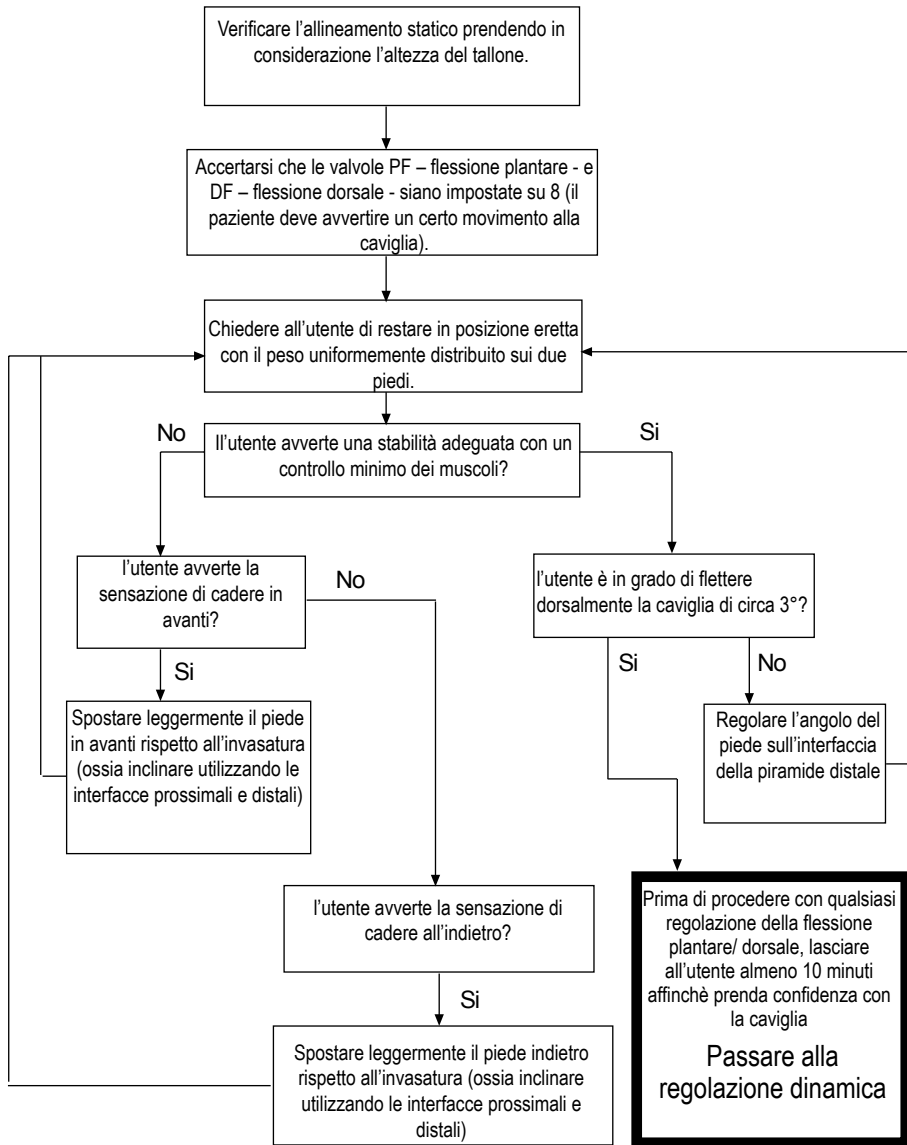 Verificare l'allineamento statico prendendo in
considerazione l'altezza del tallone.
Accertarsi che le valvole PF – flessione plantare - e
DF – flessione dorsale - siano impostate su 8 (il
paziente deve avvertire un certo movimento alla
caviglia).
Chiedere all'utente di restare in posizione eretta
con il peso uniformemente distribuito sui due
piedi.
No
Si
Il'utente avverte una stabilità adeguata con un
controllo minimo dei muscoli?
l'utente avverte la
sensazione di cadere in
avanti?
No
l'utente è in grado di flettere
dorsalmente la caviglia di circa 3°?
Si
Si
No
Spostare leggermente il piede
in avanti rispetto all'invasatura
(ossia inclinare utilizzando le
interfacce prossimali e distali)
Regolare l'angolo del
piede sull'interfaccia
della piramide distale
l'utente avverte la sensazione di
cadere all'indietro?
Si
Spostare leggermente il piede indietro
rispetto all'invasatura (ossia inclinare
utilizzando le interfacce prossimali e
distali)
Prima di procedere con qualsiasi
regolazione della flessione
plantare/ dorsale, lasciare
all'utente almeno 10 minuti
affinchè prenda confidenza con
la caviglia
Passare alla
regolazione dinamica